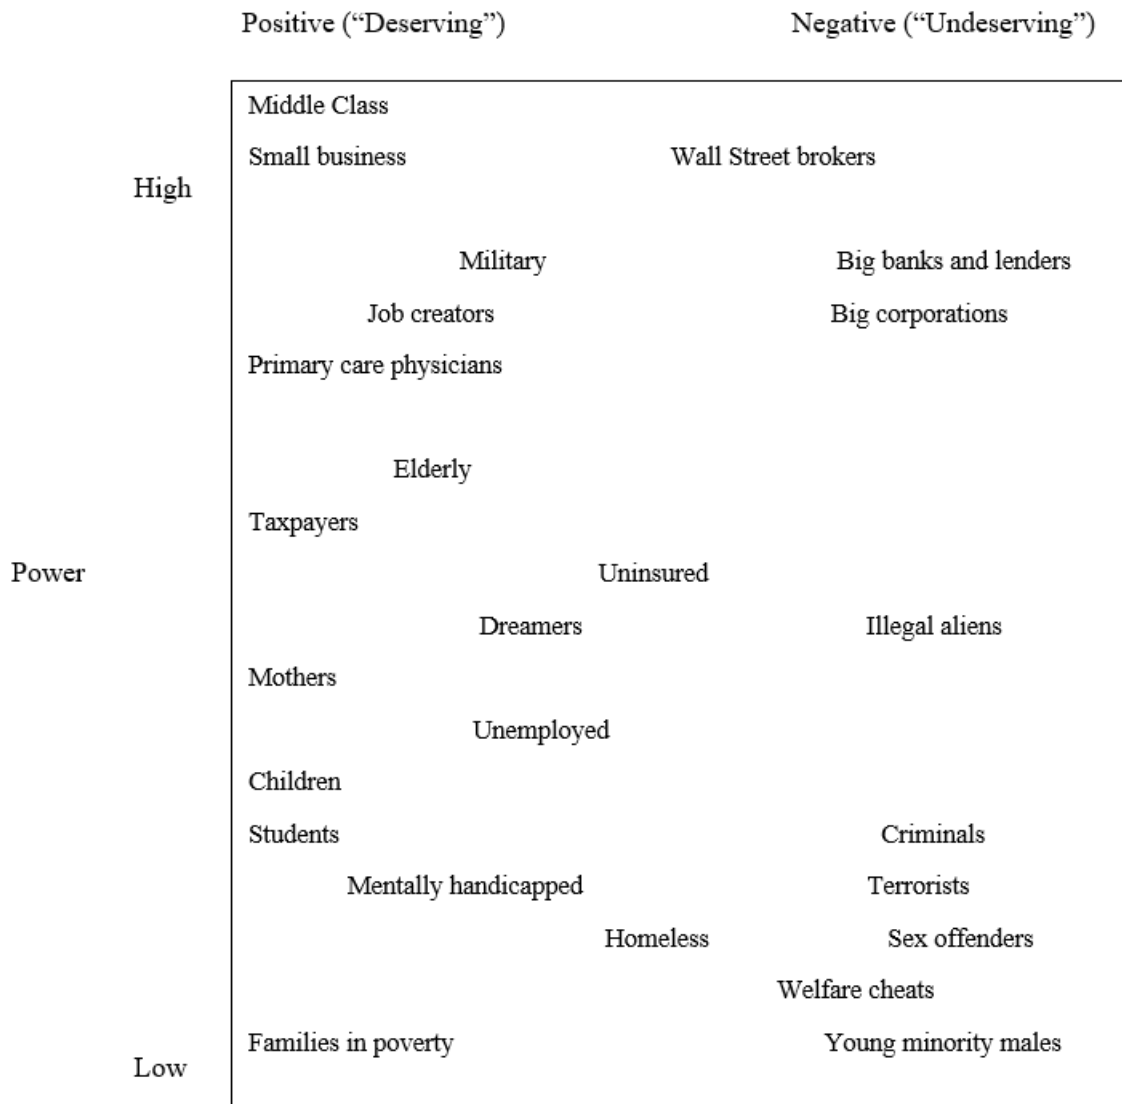 Positive (“Deserving”) Negative (“Undeserving”)
Middle Class
Small business Wall Street brokers
High
Military Big banks and lenders
Job creators Big corporations
Primary care physicians
Elderly
Taxpayers
Power Uninsured
Dreamers Illegal aliens
Mothers
Unemployed
Children
Students Criminals
Mentally handicapped Terrorists
Homeless Sex offenders
Welfare cheats
Families in poverty Young minority males
Low